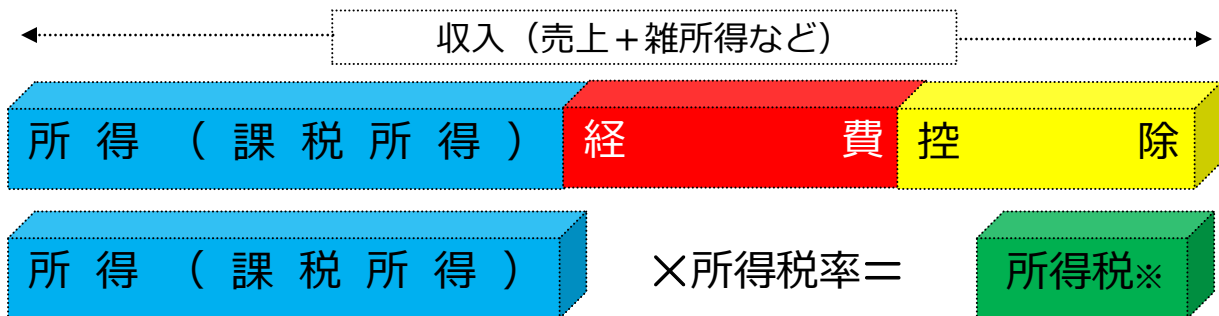 収入（売上＋雑所得など）
所得（課税所得） 経費 控除
所得（課税所得） ×所得税率＝ 所得税※